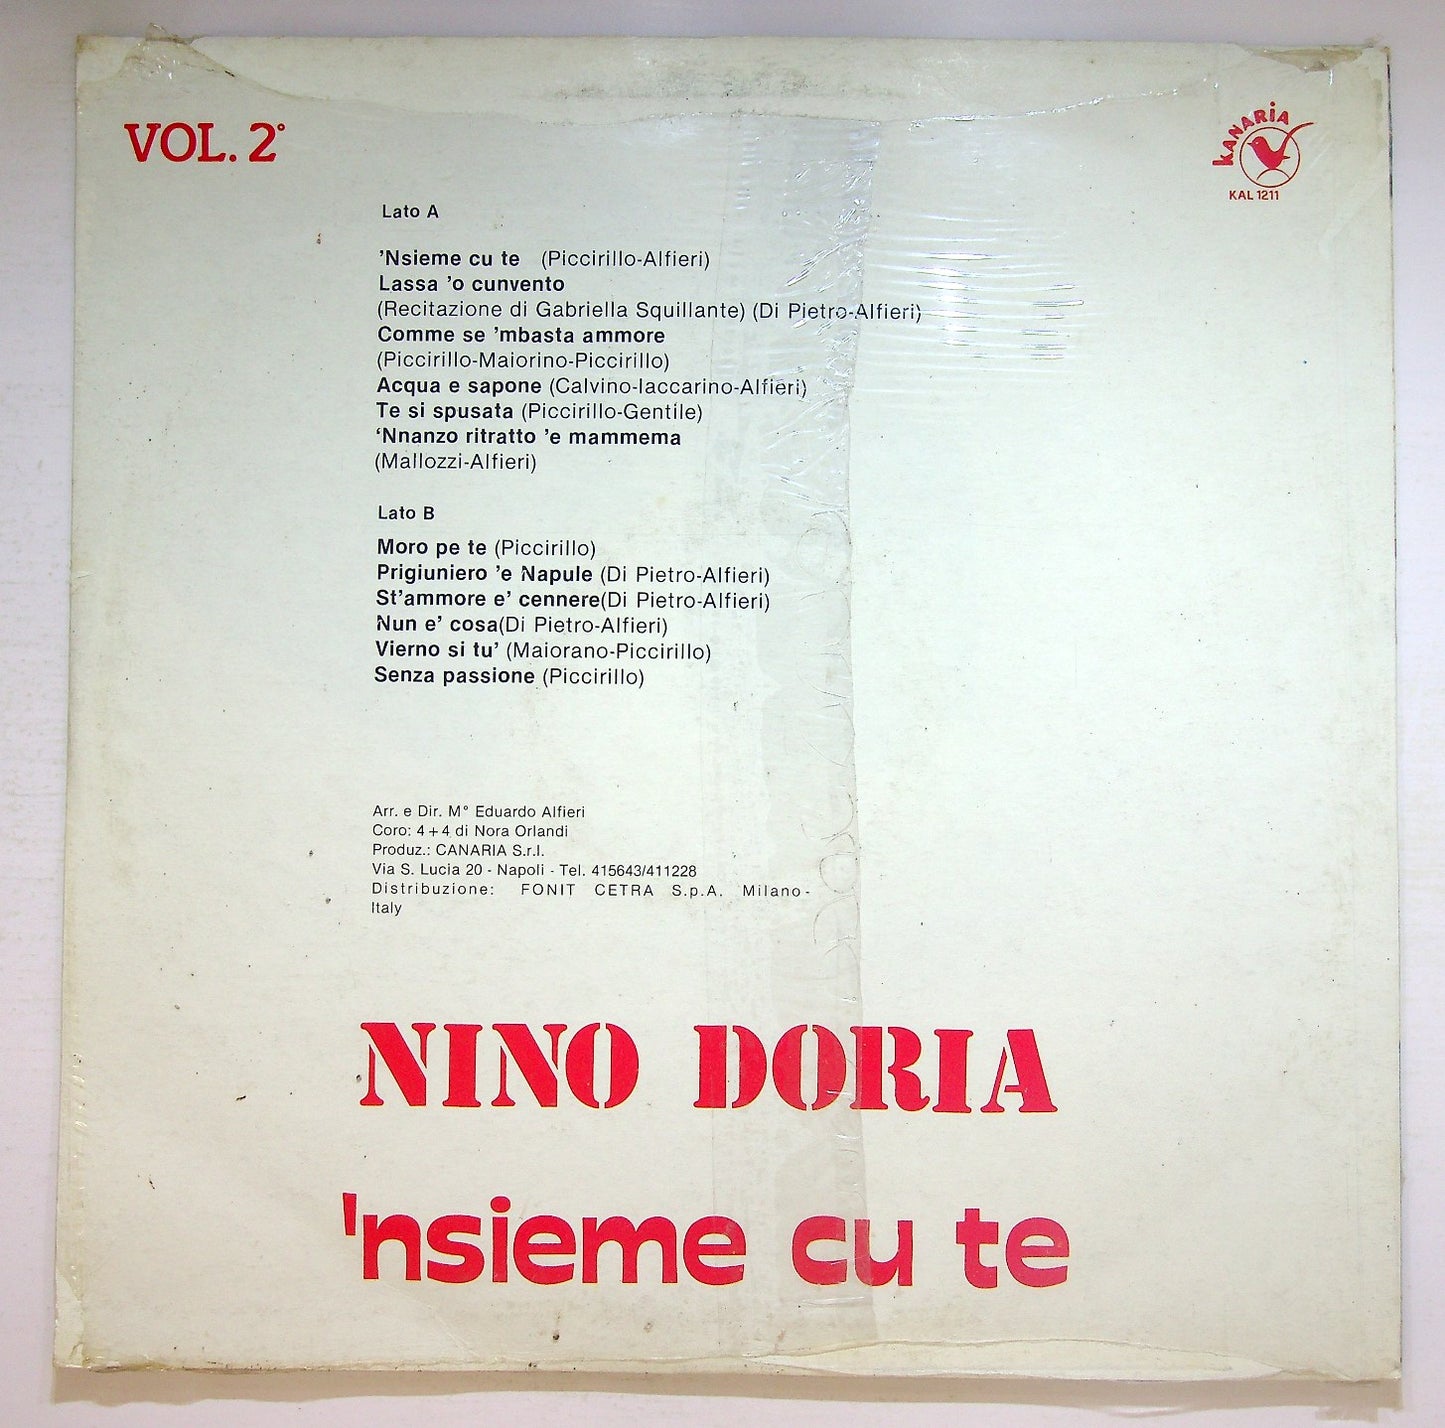 VOL. 2°
KANARIA
KAL 1211
Lato A
’Nsieme cu te (Piccirillo-Alfieri)
Lassa ’o cunvento
(Recitazione di Gabriella Squillante) (Di Pietro-Alfieri)
Comme se ’mbasta ammore
(Piccirillo-Maiorino-Piccirillo)
Acqua e sapone (Calvino-Iaccarino-Alfieri)
Te si spusata (Piccirillo-Gentile)
‘Nnanzo ritratto ’e mammema
(Mallozzi-Alfieri)
Lato B
Moro pe te (Piccirillo)
Prigiuniero ’e Napule (Di Pietro-Alfieri)
St’ammore e’ cennere(Di Pietro-Alfieri)
Nun e’ cosa(Di Pietro-Alfieri)
Vierno si tu’ (Maiorano-Piccirillo)
Senza passione (Piccirillo)
Arr. e Dir. M° Eduardo Alfieri
Coro: 4+4 di Nora Orlandi
Produz.: CANARIA S.r.l.
Via S. Lucia 20 - Napoli - Tel. 415643/411228
Distribuzione: FONIT CETRA S.p.A. Milano-
Italy
NINO DORIA
'nsieme cu te